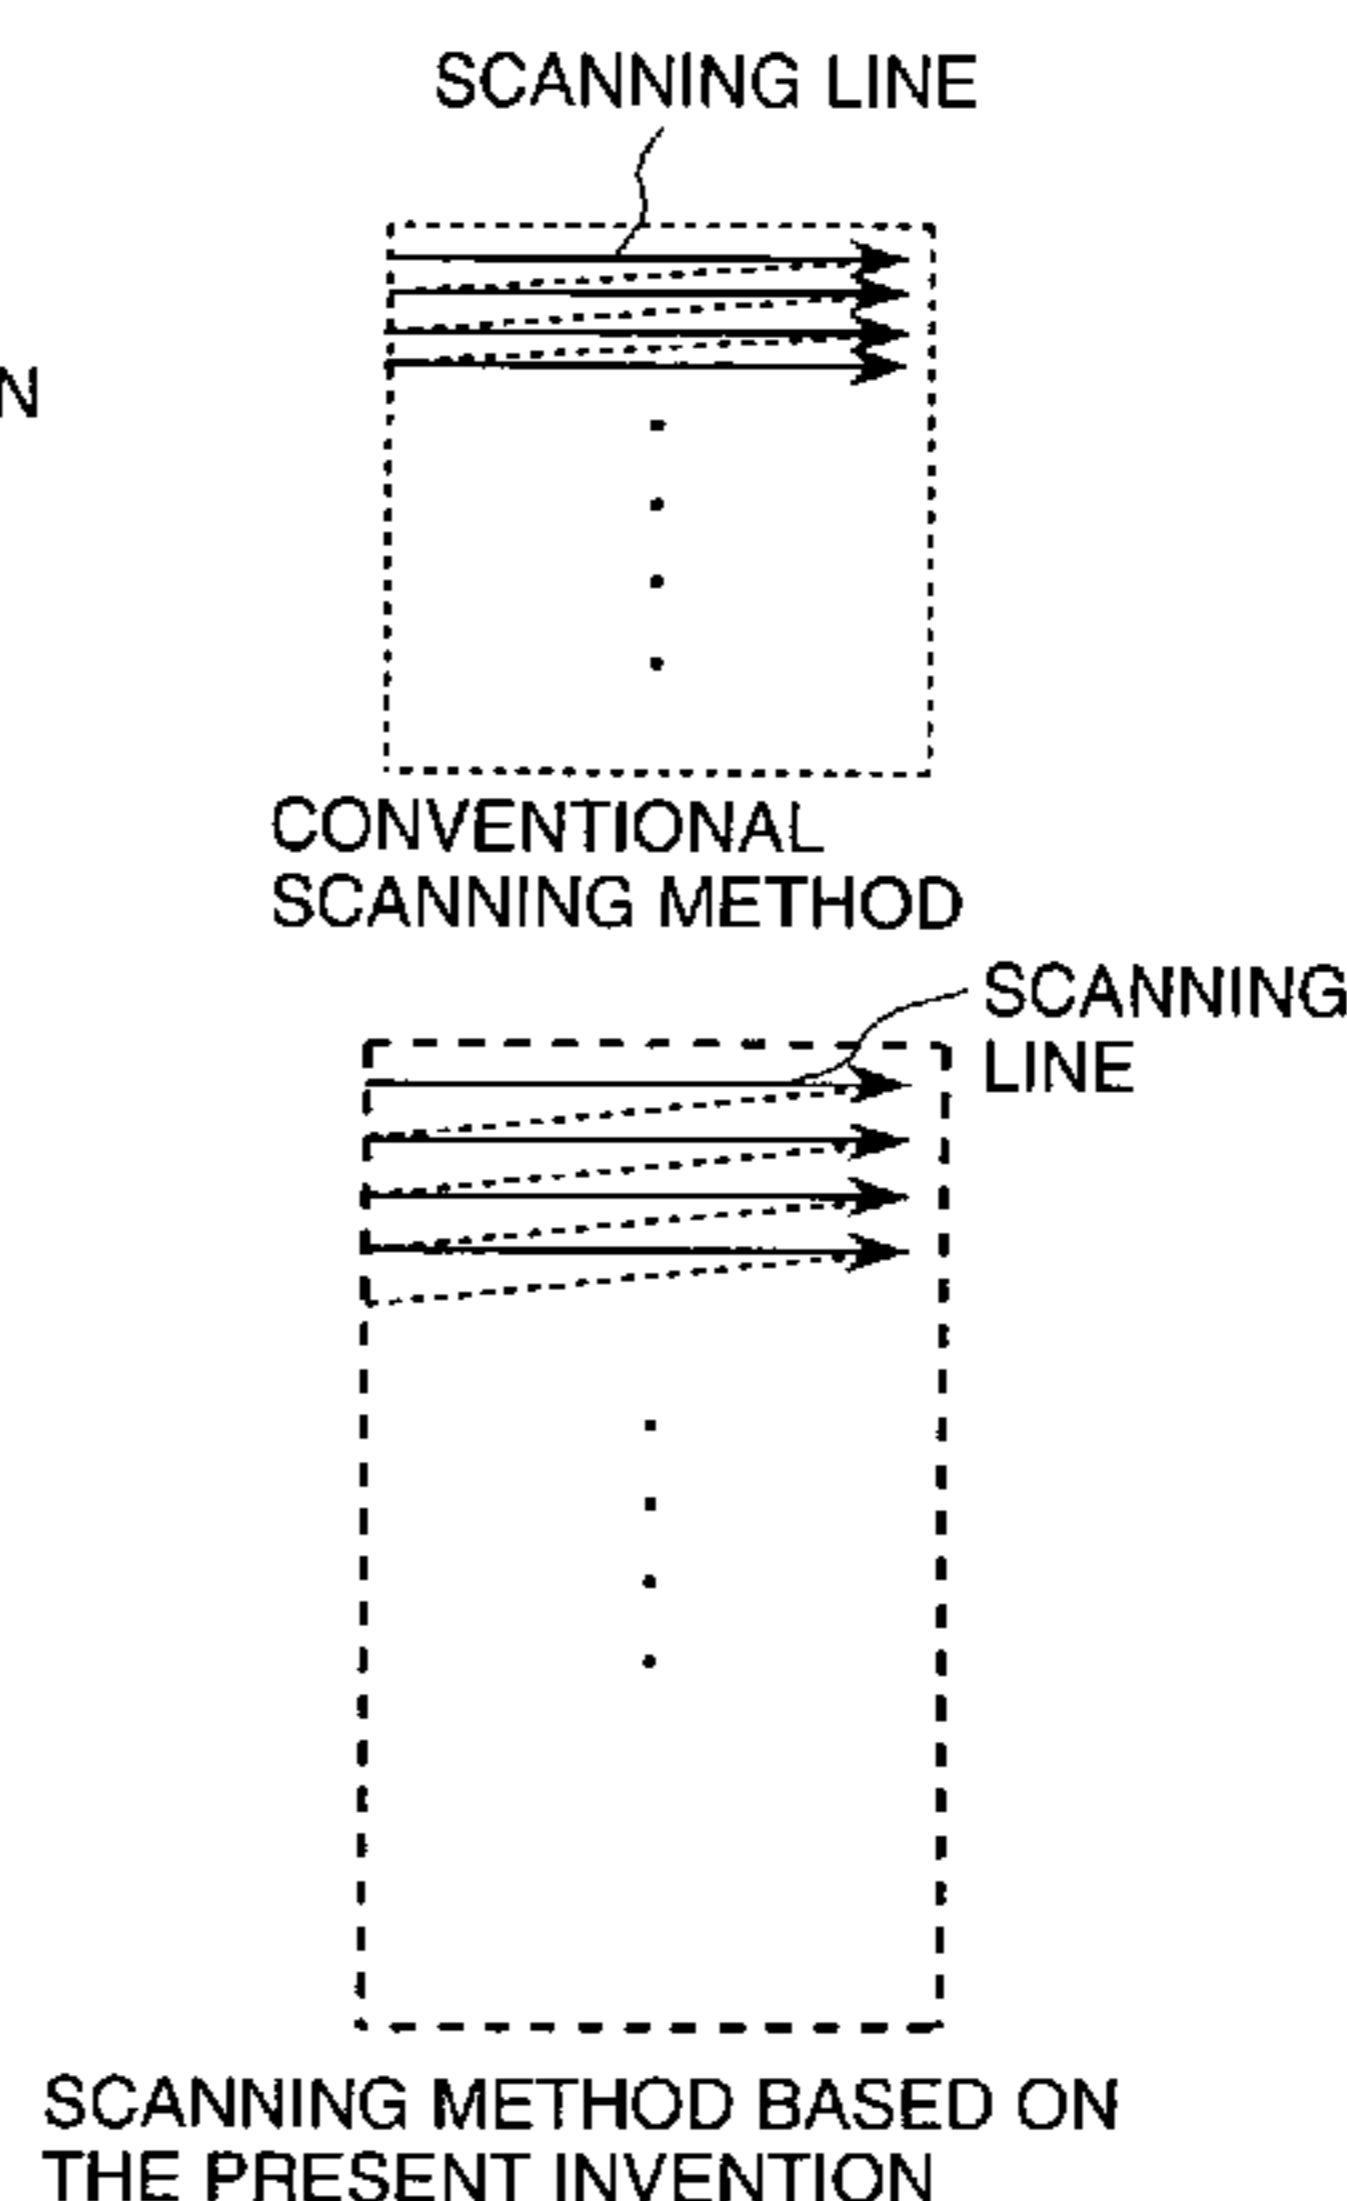 SCANNING LINE
N
CONVENTIONAL
SCANNING METHOD
SCANNING
LINE
SCANNING METHOD BASED ON
THE PRESENT INVENTION